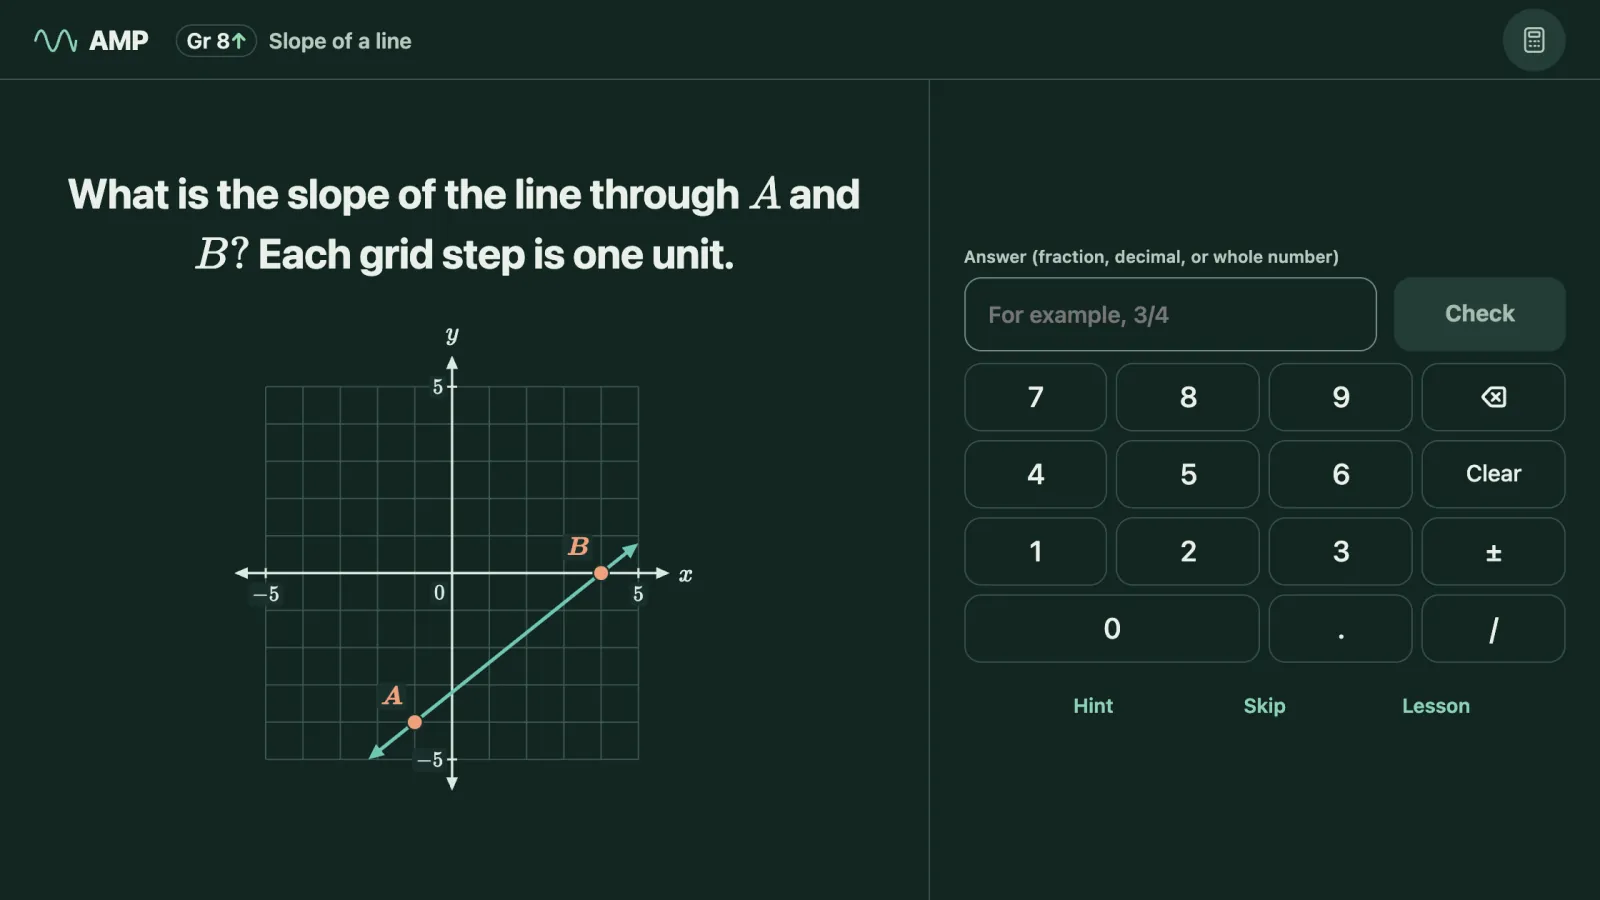 AMP
Gr 8↑
Slope of a line
What is the slope of the line through A and
B? Each grid step is one unit.
y
5
B
x
−5
0
5
A
−5
Answer (fraction, decimal, or whole number)
For example, 3/4
Check
7
8
9
4
5
6
Clear
1
2
3
±
0
.
/
Hint
Skip
Lesson